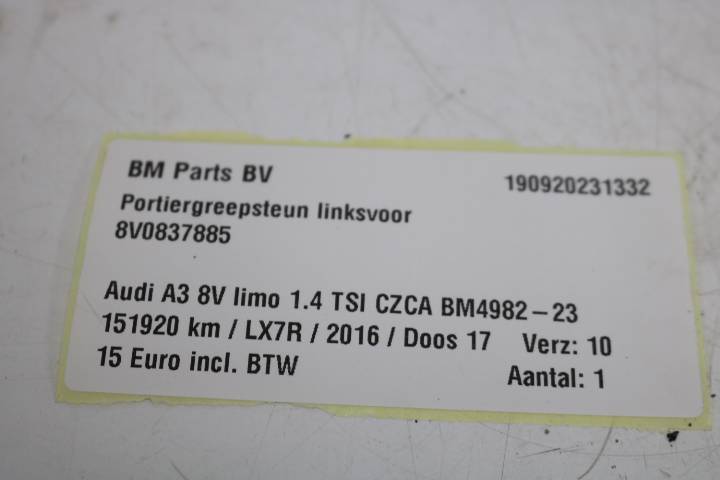 BM Parts BV
190920231332
Portiergreepsteun linksvoor
8V0837885
Audi A3 8V limo 1.4 TSI CZCA BM4982-23
151920 km / LX7R / 2016 / Doos 17 Verz: 10
15 Euro incl. BTW Aantal: 1